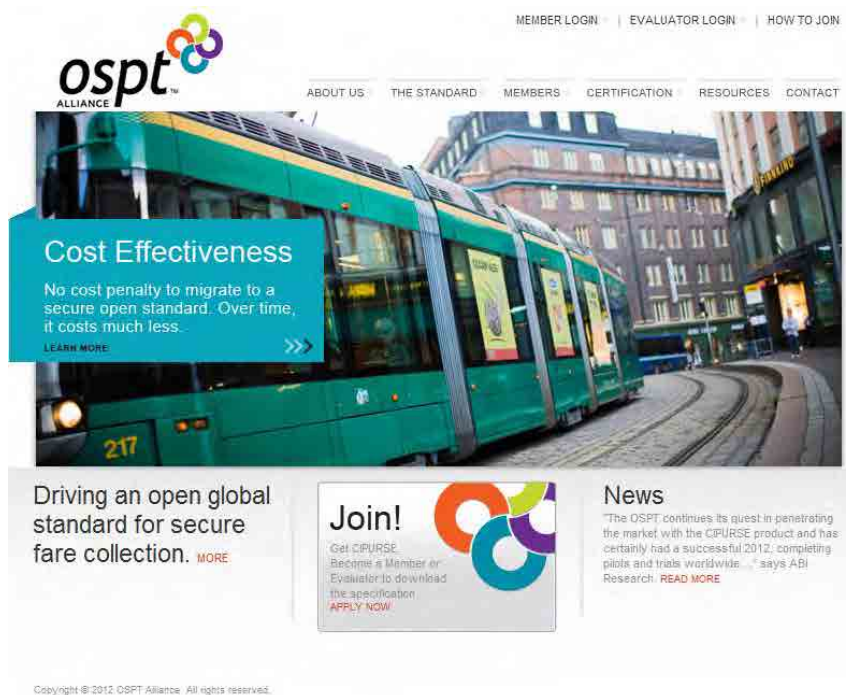 MEMBER LOGIN | EVALUATOR LOGIN | HOW TO JOIN
ospt™
ALLIANCE
ABOUT US THE STANDARD MEMBERS CERTIFICATION RESOURCES CONTACT
FINNKINO
Cost Effectiveness
No cost penalty to migrate to a
secure open standard. Over time,
it costs much less.
LEARN MORE
217
Driving an open global
standard for secure
fare collection. MORE
Join!
Get CIPURSE.
Become a Member or
Evaluator to download
the specification.
APPLY NOW
News
"The OSPT continues its quest in penetrating
the market with the CIPURSE product and has
certainly had a successful 2012, completing
pilots and trials worldwide...," says ABI
Research. READ MORE
Copyright © 2012 OSPT Alliance. All rights reserved.